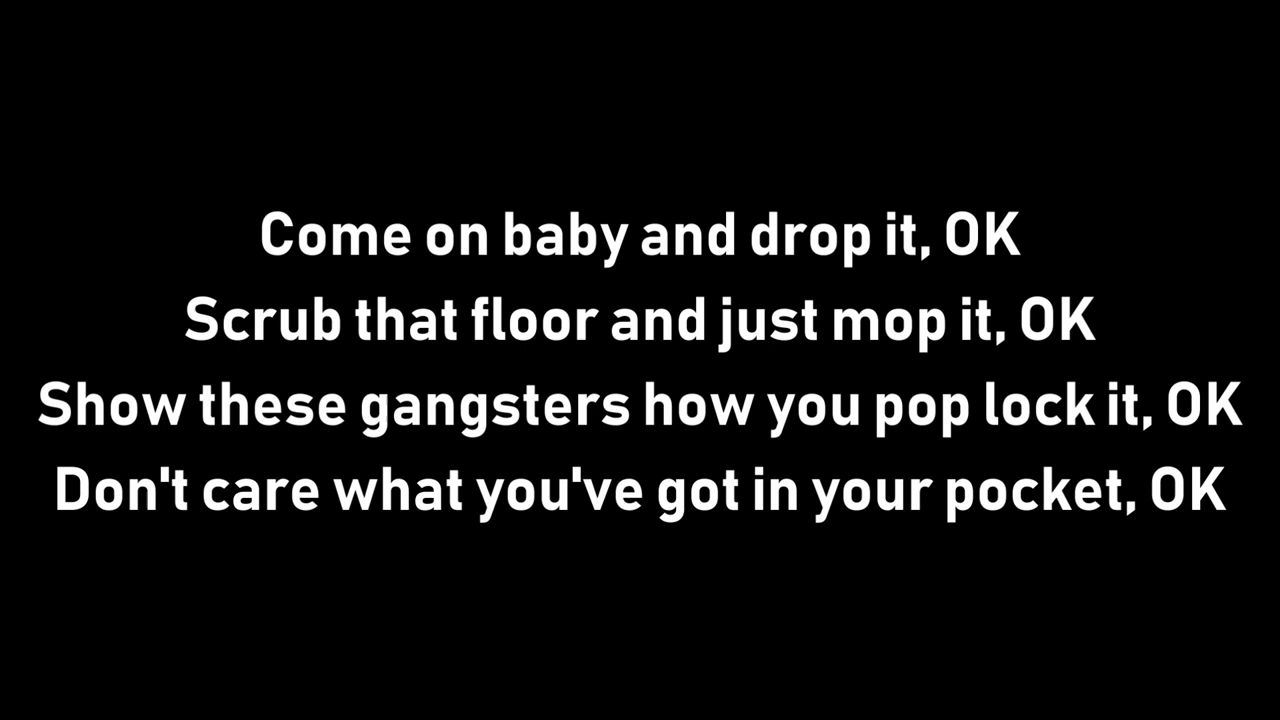 Come on baby and drop it, OK
Scrub that floor and just mop it, OK
Show these gangsters how you pop lock it, OK
Don't care what you've got in your pocket, OK